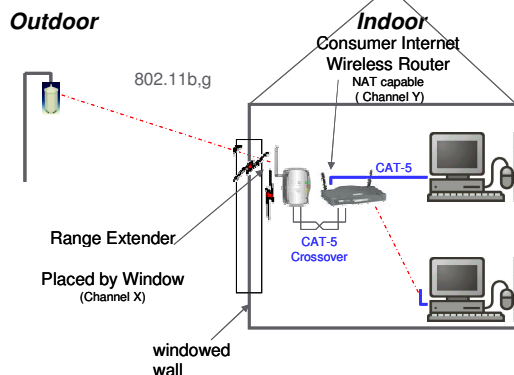 Outdoor
Indoor
Consumer Internet
Wireless Router
NAT capable
( Channel Y)
802.11b,g
CAT-5
CAT-5
Crossover
Range Extender
Placed by Window
(Channel X)
windowed
wall